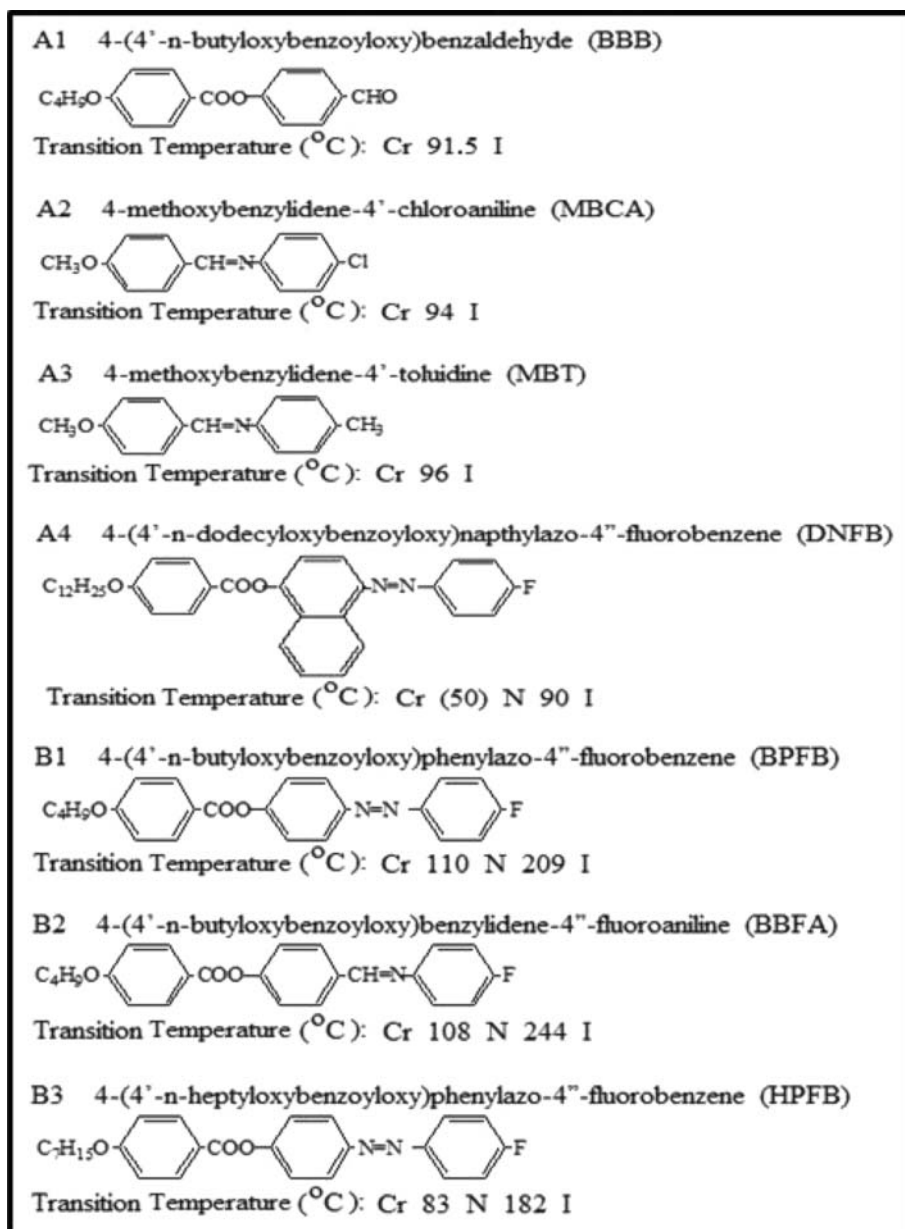 A1 4-(4'-n-butyloxybenzoyloxy)benzaldehyde (BBB)
C₄H₉O COO CHO
Transition Temperature (°C): Cr 91.5 I
A2 4-methoxybenzylidene-4'-chloroaniline (MBCA)
CH₃O CH=N Cl
Transition Temperature (°C): Cr 94 I
A3 4-methoxybenzylidene-4'-toluidine (MBT)
CH₃O CH=N CH₃
Transition Temperature (°C): Cr 96 I
A4 4-(4'-n-dodecyloxybenzoyloxy)napthylazo-4"-fluorobenzene (DNFB)
C₁₂H₂₅O COO N=N F
Transition Temperature (°C): Cr (50) N 90 I
B1 4-(4'-n-butyloxybenzoyloxy)phenylazo-4"-fluorobenzene (BPFB)
C₄H₉O COO N=N F
Transition Temperature (°C): Cr 110 N 209 I
B2 4-(4'-n-butyloxybenzoyloxy)benzylidene-4"-fluoroaniline (BBFA)
C₄H₉O COO CH=N F
Transition Temperature (°C): Cr 108 N 244 I
B3 4-(4'-n-heptyloxybenzoyloxy)phenylazo-4"-fluorobenzene (HPFB)
C₇H₁₅O COO N=N F
Transition Temperature (°C): Cr 83 N 182 I